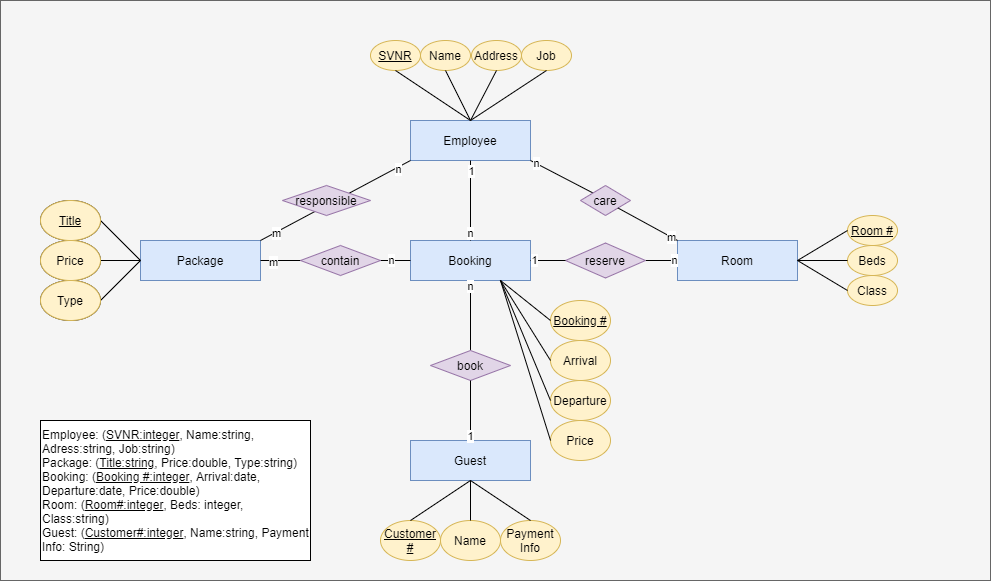 SVNR Name Address Job
Employee
n 1 n
responsible care
m n m
Title
Price
Type
Package
m contain n
Booking
1 reserve n
Room
Room #
Beds
Class
n
Booking #
Arrival
Departure
Price
book
1
Guest
Customer
#
Name
Payment
Info
Employee: (SVNR:integer, Name:string,
Adress:string, Job:string)
Package: (Title:string, Price:double, Type:string)
Booking: (Booking #:integer, Arrival:date,
Departure:date, Price:double)
Room: (Room#:integer, Beds: integer,
Class:string)
Guest: (Customer#:integer, Name:string, Payment
Info: String)